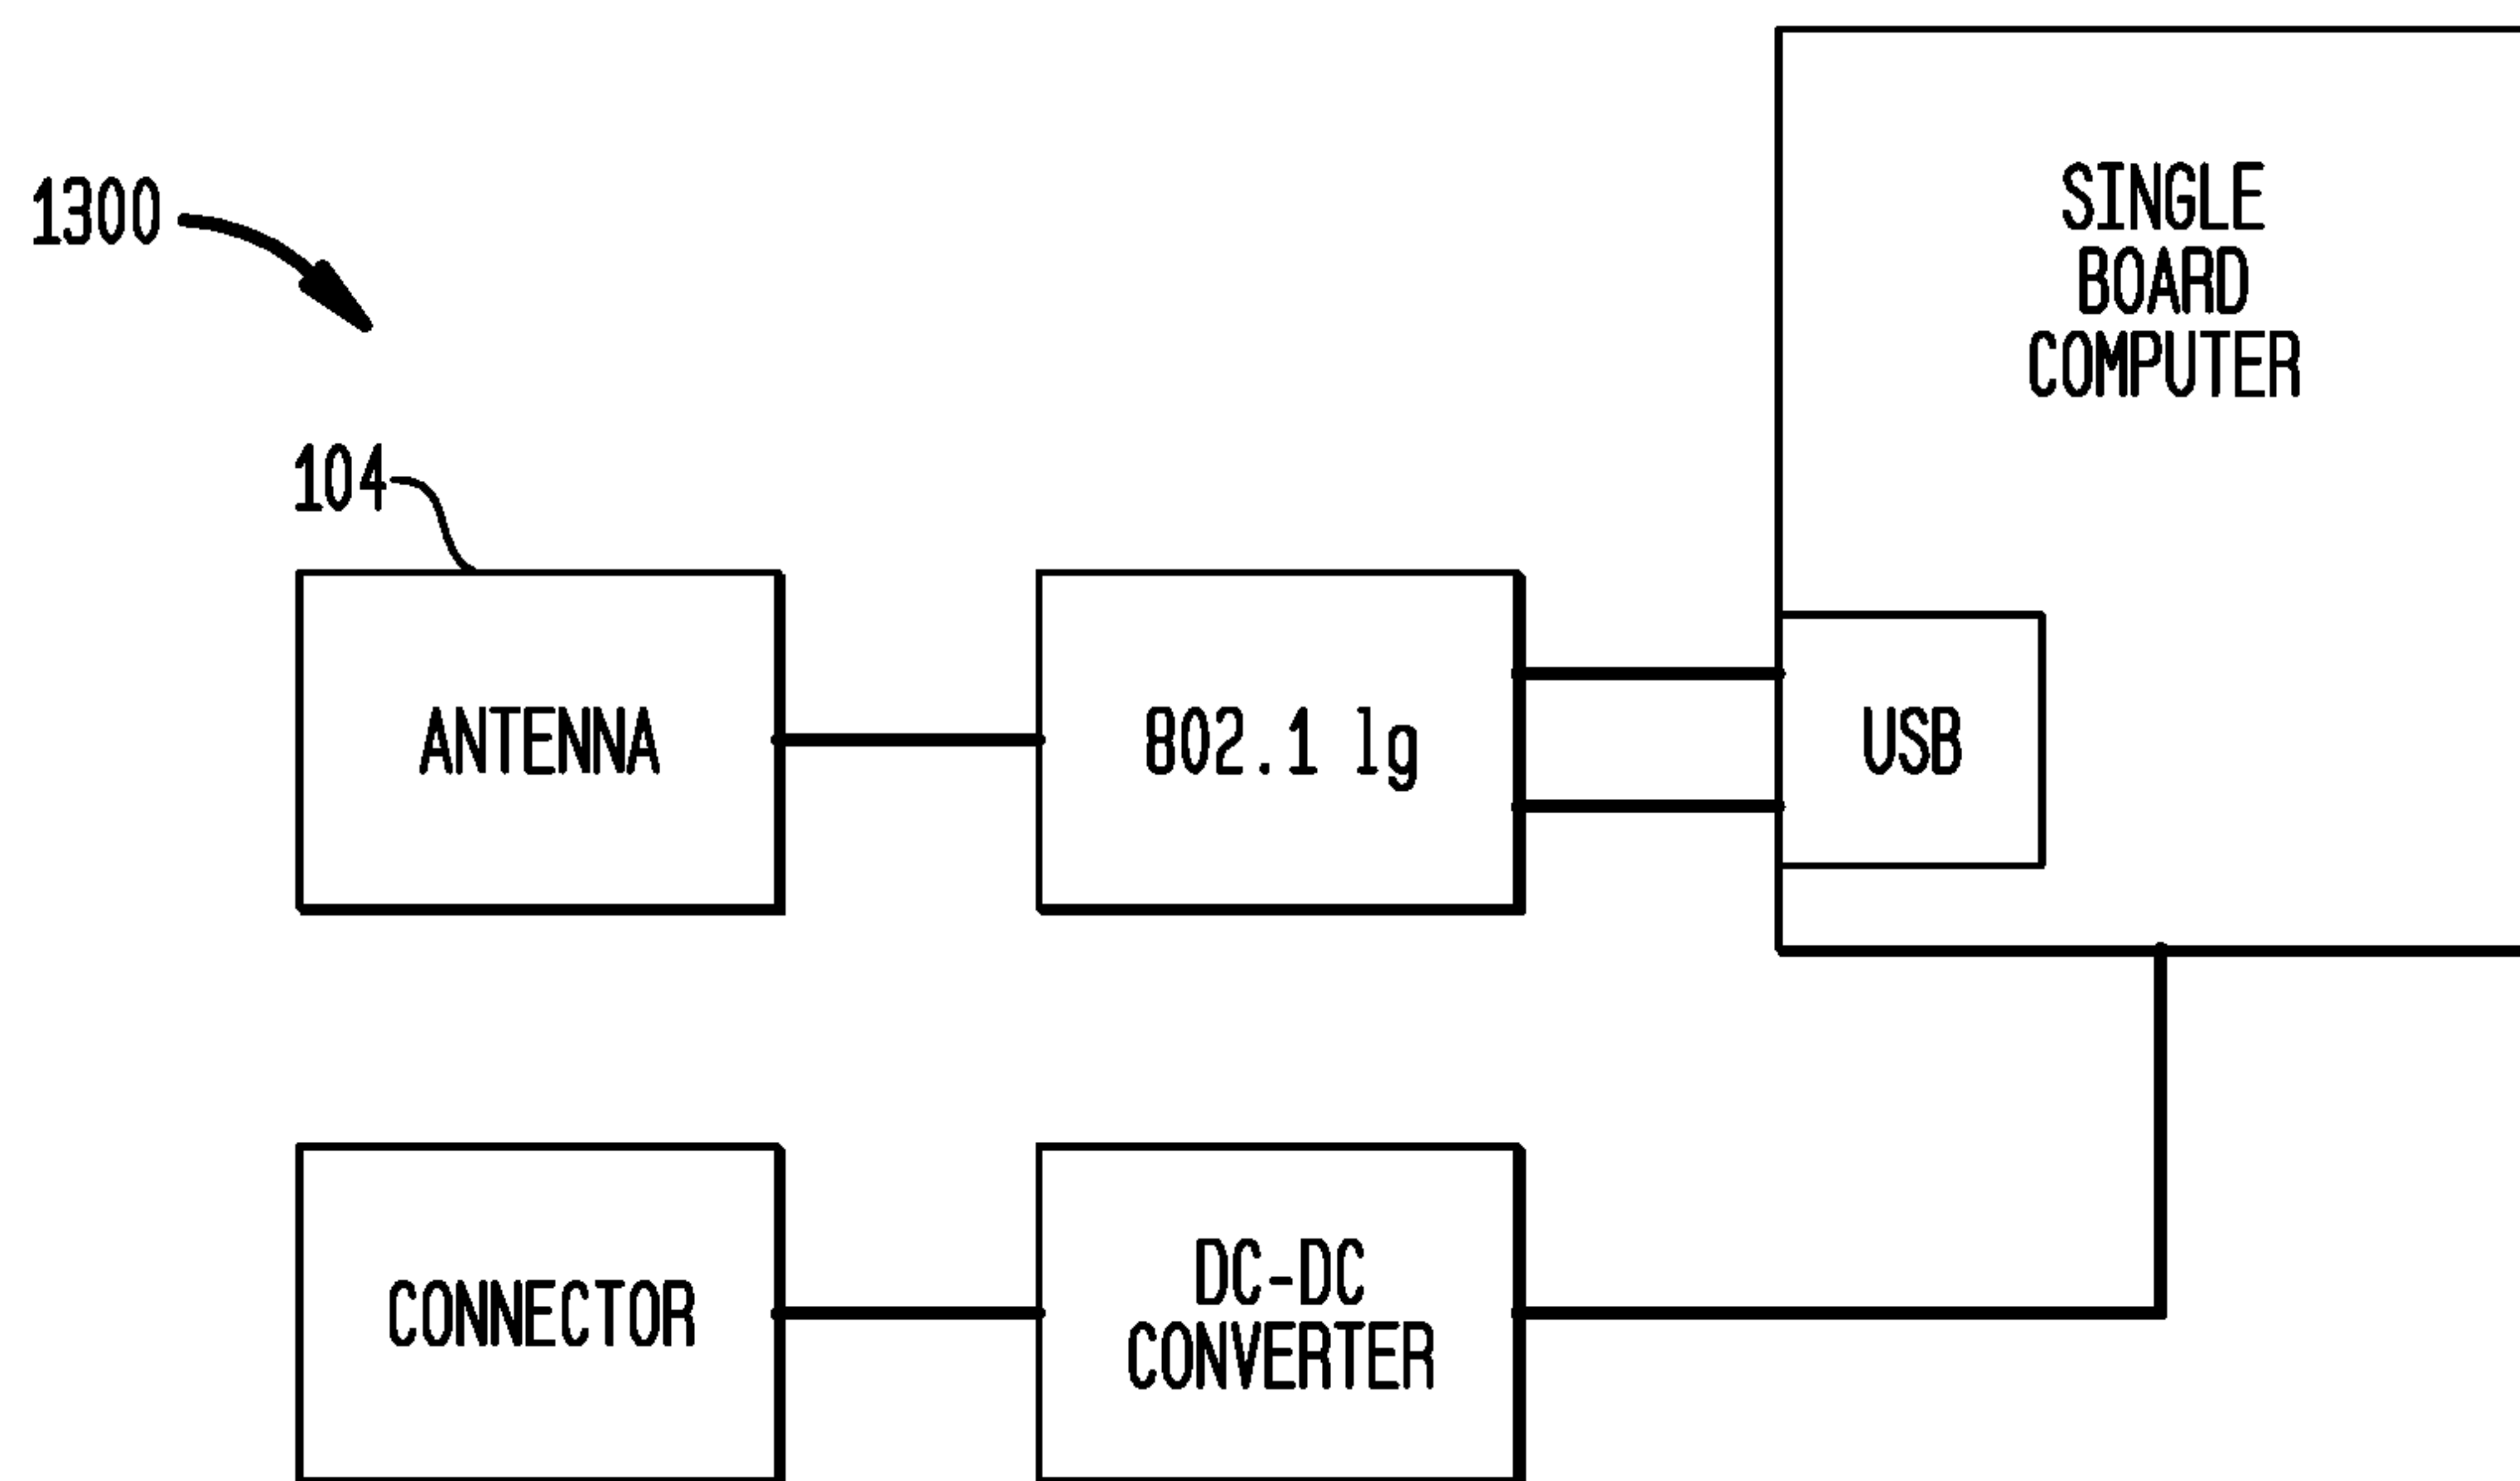 1300
SINGLE
BOARD
COMPUTER
104
ANTENNA
802.1 lg
USB
CONNECTOR
DC-DC
CONVERTER